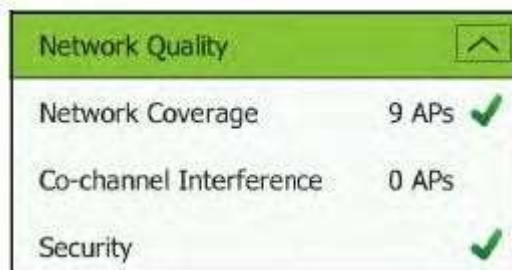 Network Quality
Network Coverage 9 APs
Co-channel Interference 0 APs
Security